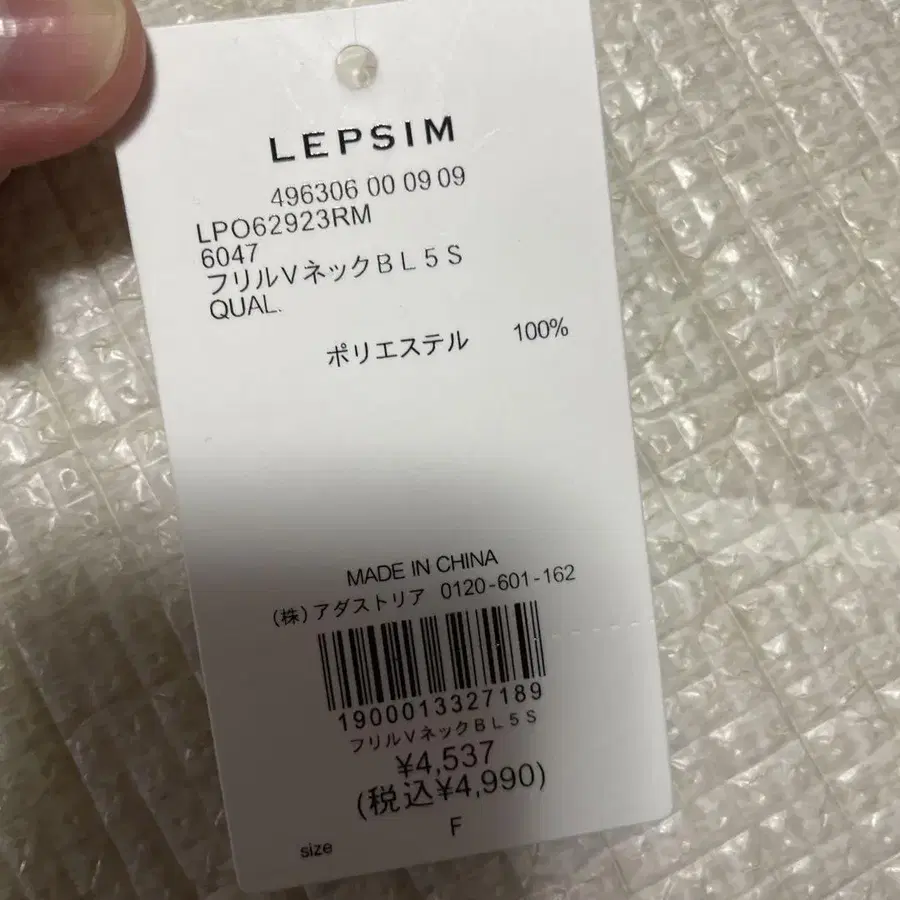 LEPSIM
496306 00 09 09
LPO62923RM
6047
フリルVネックBL5S
QUAL.
ポリエステル 100%
MADE IN CHINA
(株)アダストリア 0120-601-162
1900013327189
フリルVネックBL5S
¥4,537
(税込¥4,990)
size F